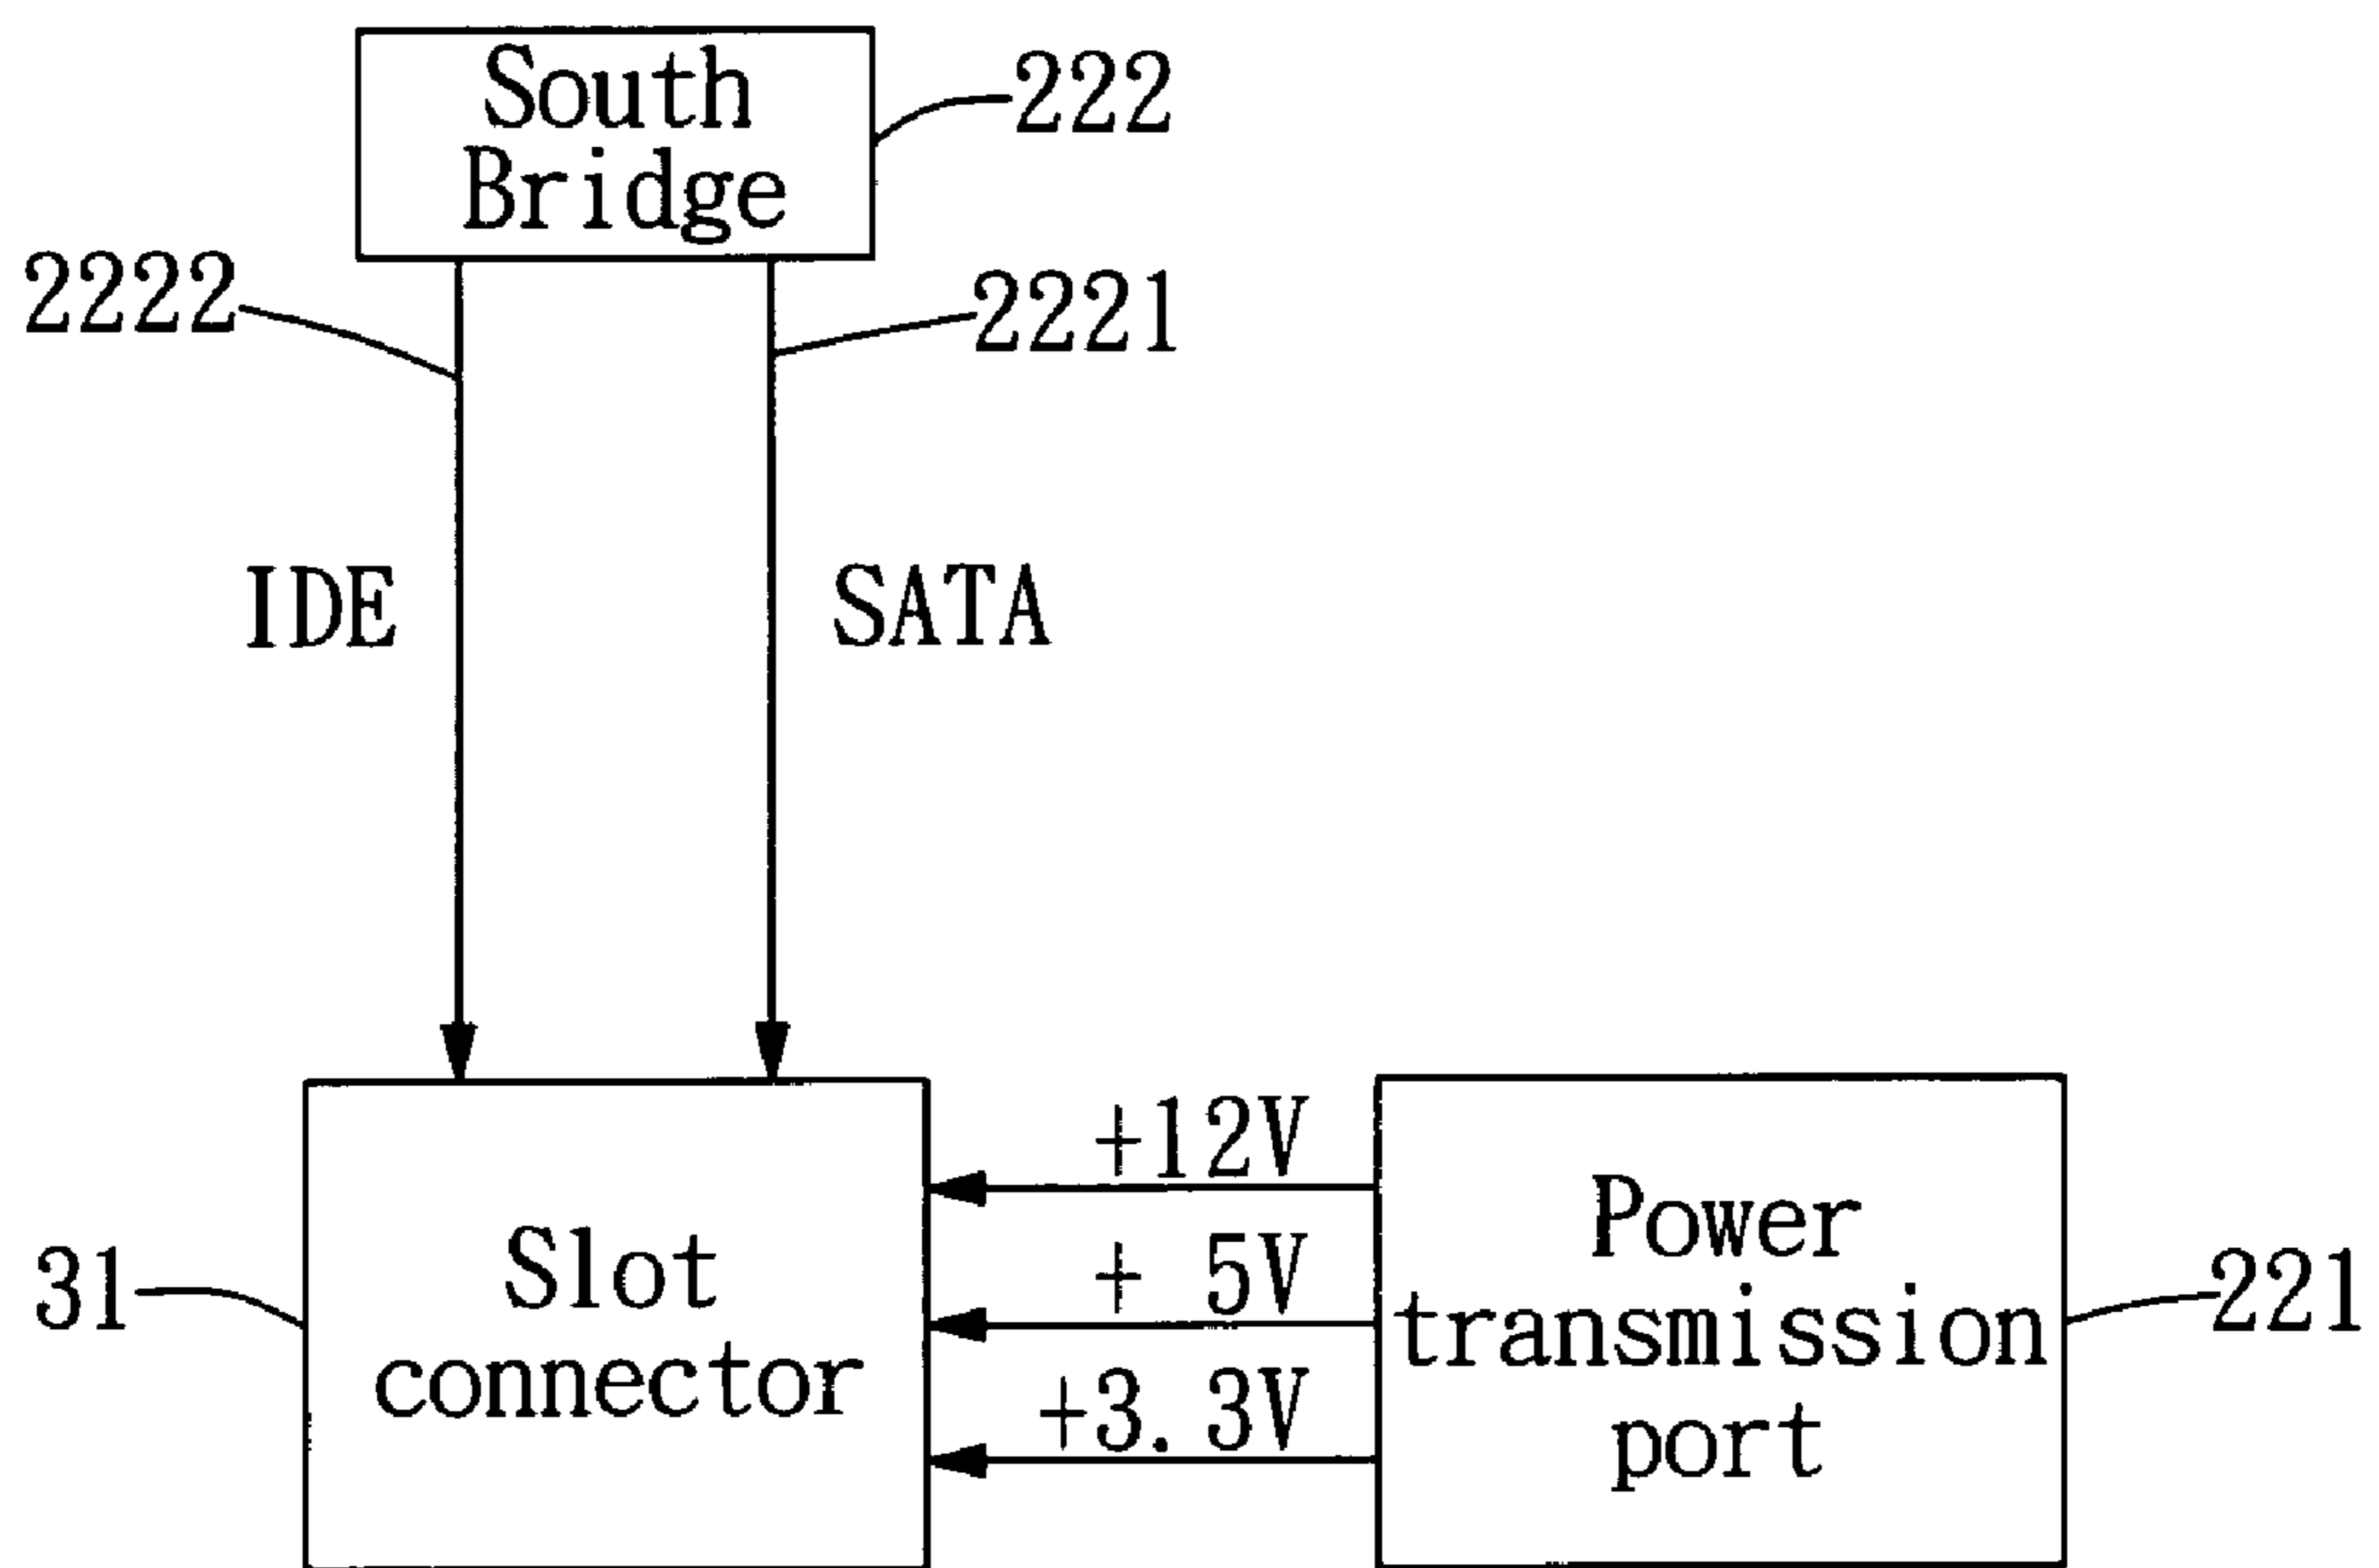 South
Bridge
222
2222
2221
IDE
SATA
+12V
+ 5V
+3. 3V
Slot
connector
31
Power
transmission
port
221